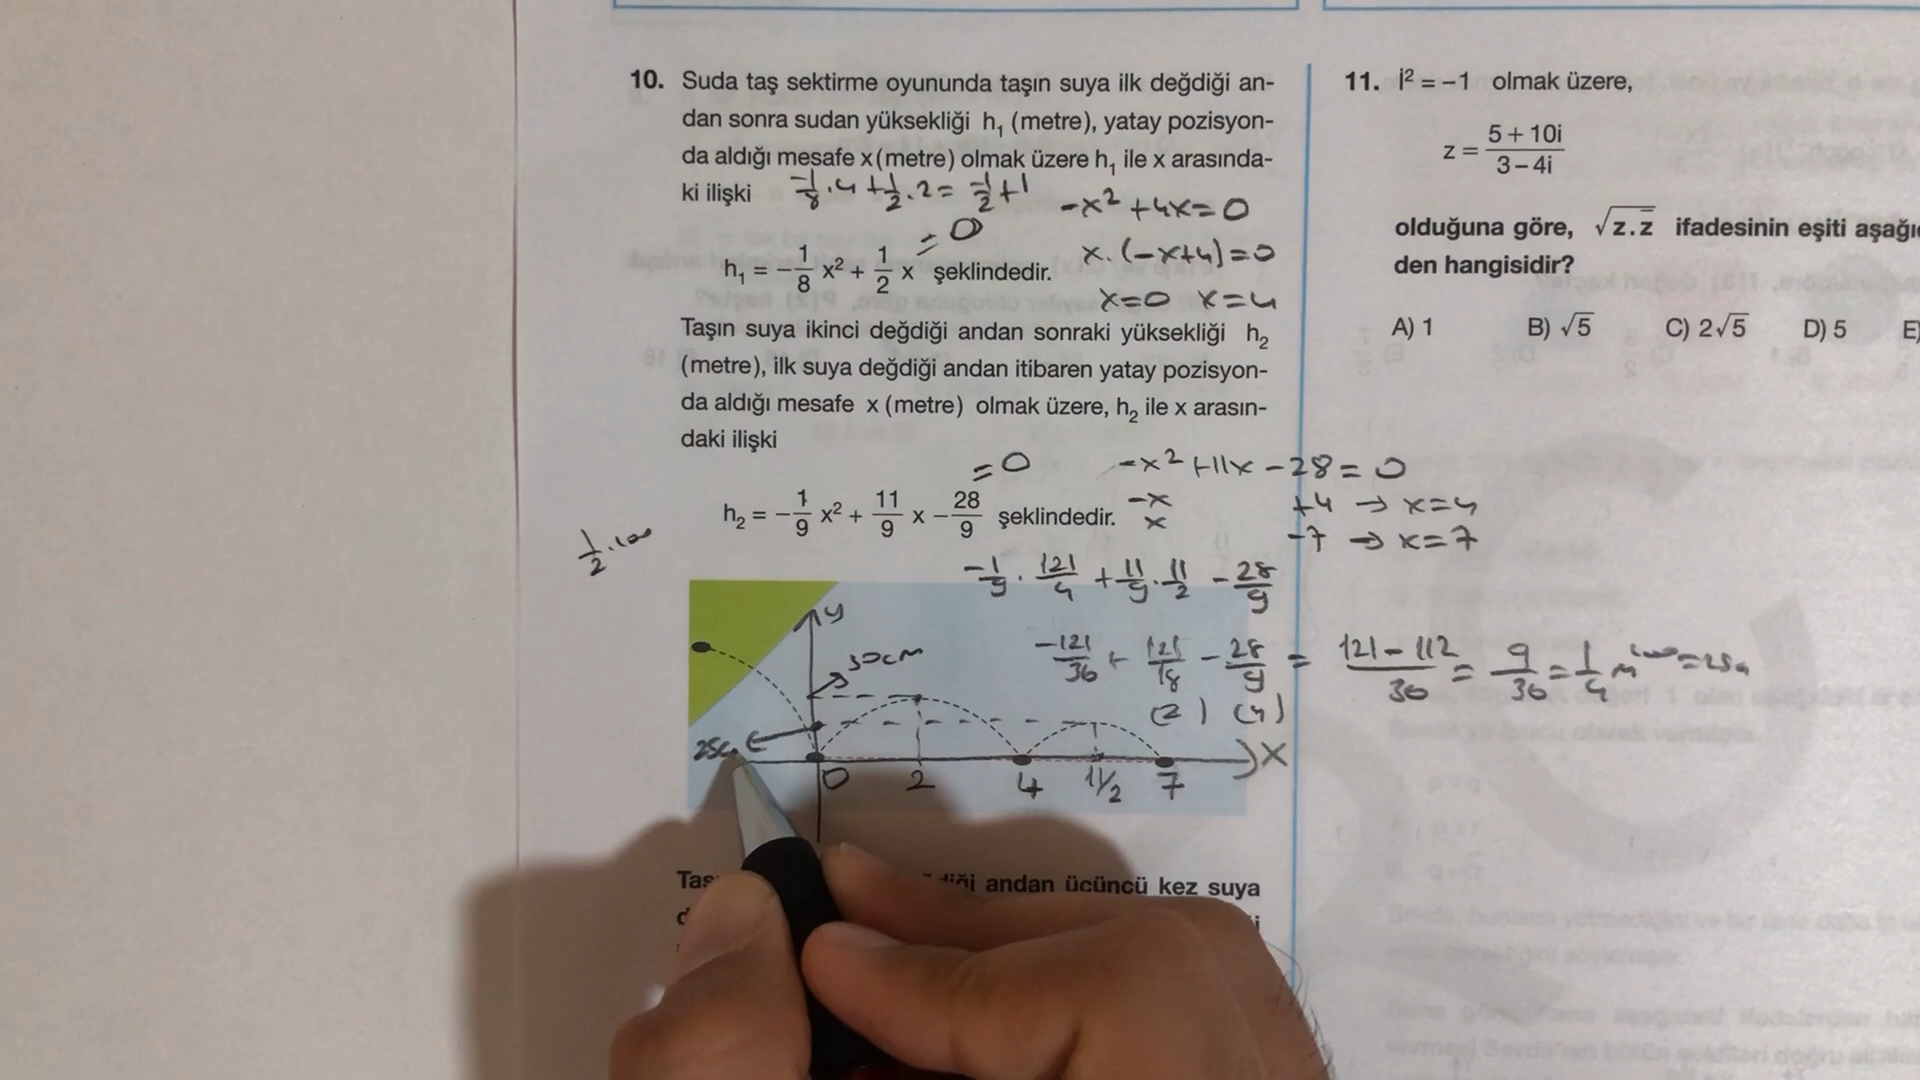 10. Suda taş sektirme oyununda taşın suya ilk değdiği an-
dan sonra sudan yüksekliği h₁ (metre), yatay pozisyon-
da aldığı mesafe x (metre) olmak üzere h₁ ile x arasında-
ki ilişki
-1/8 . 4 + 1/2 . 2 = -1/2 + 1
-x² + 4x = 0
= 0
x . (-x+4) = 0
h₁ = -1/8 x² + 1/2 x şeklindedir.
x=0 x=4
Taşın suya ikinci değdiği andan sonraki yüksekliği h₂
(metre), ilk suya değdiği andan itibaren yatay pozisyon-
da aldığı mesafe x (metre) olmak üzere, h₂ ile x arasın-
daki ilişki
= 0
-x² + 11x - 28 = 0
-x +4 → x=4
x -7 → x=7
h₂ = -1/9 x² + 11/9 x - 28/9 şeklindedir.
1/2 . 100
-1/9 . 121/4 + 11/9 . 11/2 - 28/9
-121/36 + 121/18 - 28/9 = 121-112/36 = 9/36 = 1/4 m
(2) (4)
y
50cm
x
0 2 4 11/2 7
andan üçüncü kez suya
11. i² = -1 olmak üzere,
z = 5+10i / 3-4i
olduğuna göre, √z.z̅ ifadesinin eşiti
den hangisidir?
A) 1 B) √5 C) 2√5 D) 5 E)